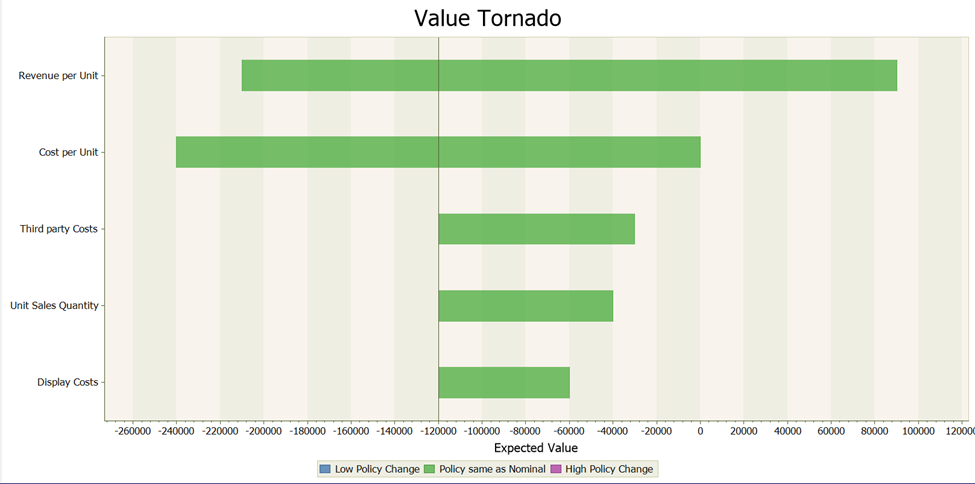 Value Tornado
Revenue per Unit
Cost per Unit
Third party Costs
Unit Sales Quantity
Display Costs
-260000 -240000 -220000 -200000 -180000 -160000 -140000 -120000 -100000 -80000 -60000 -40000 -20000 0 20000 40000 60000 80000 100000 12000
Expected Value
Low Policy Change Policy same as Nominal High Policy Change